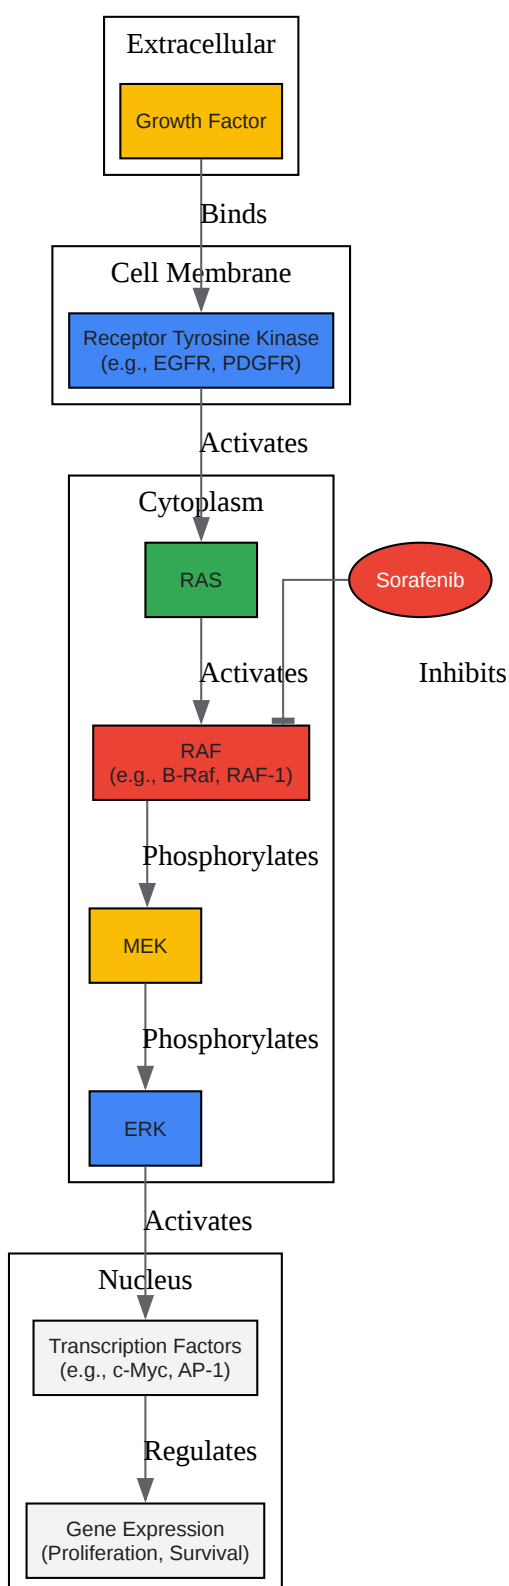 Extracellular
Growth Factor
Binds
Cell Membrane
Receptor Tyrosine Kinase
(e.g., EGFR, PDGFR)
Activates
Cytoplasm
RAS
Sorafenib
Activates
Inhibits
RAF
(e.g., B-Raf, RAF-1)
Phosphorylates
MEK
Phosphorylates
ERK
Activates
Nucleus
Transcription Factors
(e.g., c-Myc, AP-1)
Regulates
Gene Expression
(Proliferation, Survival)